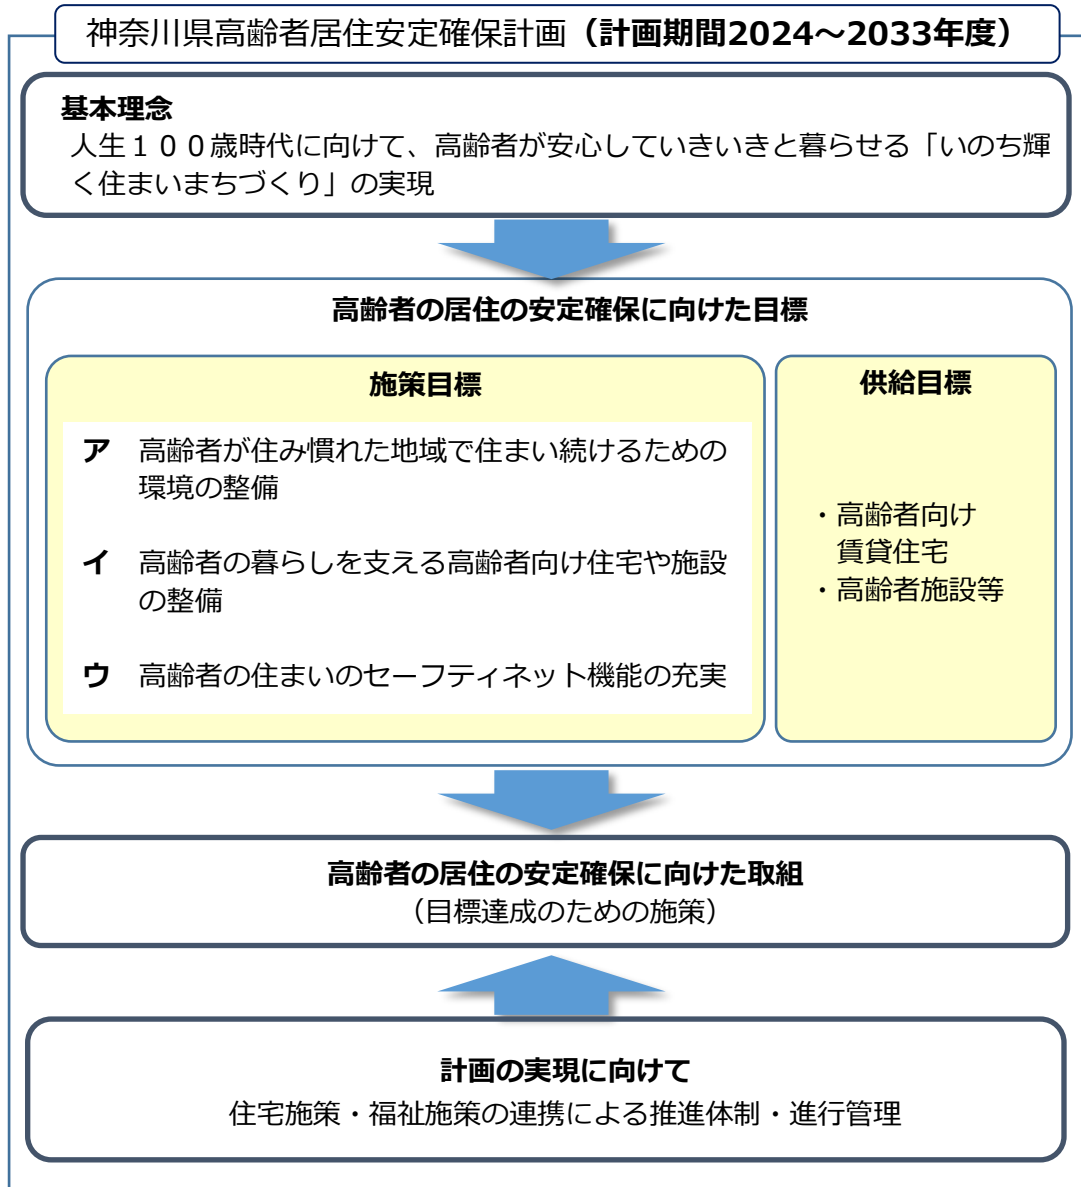 神奈川県高齢者居住安定確保計画（計画期間2024～2033年度）
基本理念
人生１００歳時代に向けて、高齢者が安心していきいきと暮らせる「いのち輝
く住まいまちづくり」の実現
高齢者の居住の安定確保に向けた目標
施策目標
ア　高齢者が住み慣れた地域で住まい続けるための
環境の整備
イ　高齢者の暮らしを支える高齢者向け住宅や施設
の整備
ウ　高齢者の住まいのセーフティネット機能の充実
供給目標
・高齢者向け
賃貸住宅
・高齢者施設等
高齢者の居住の安定確保に向けた取組
（目標達成のための施策）
計画の実現に向けて
住宅施策・福祉施策の連携による推進体制・進行管理